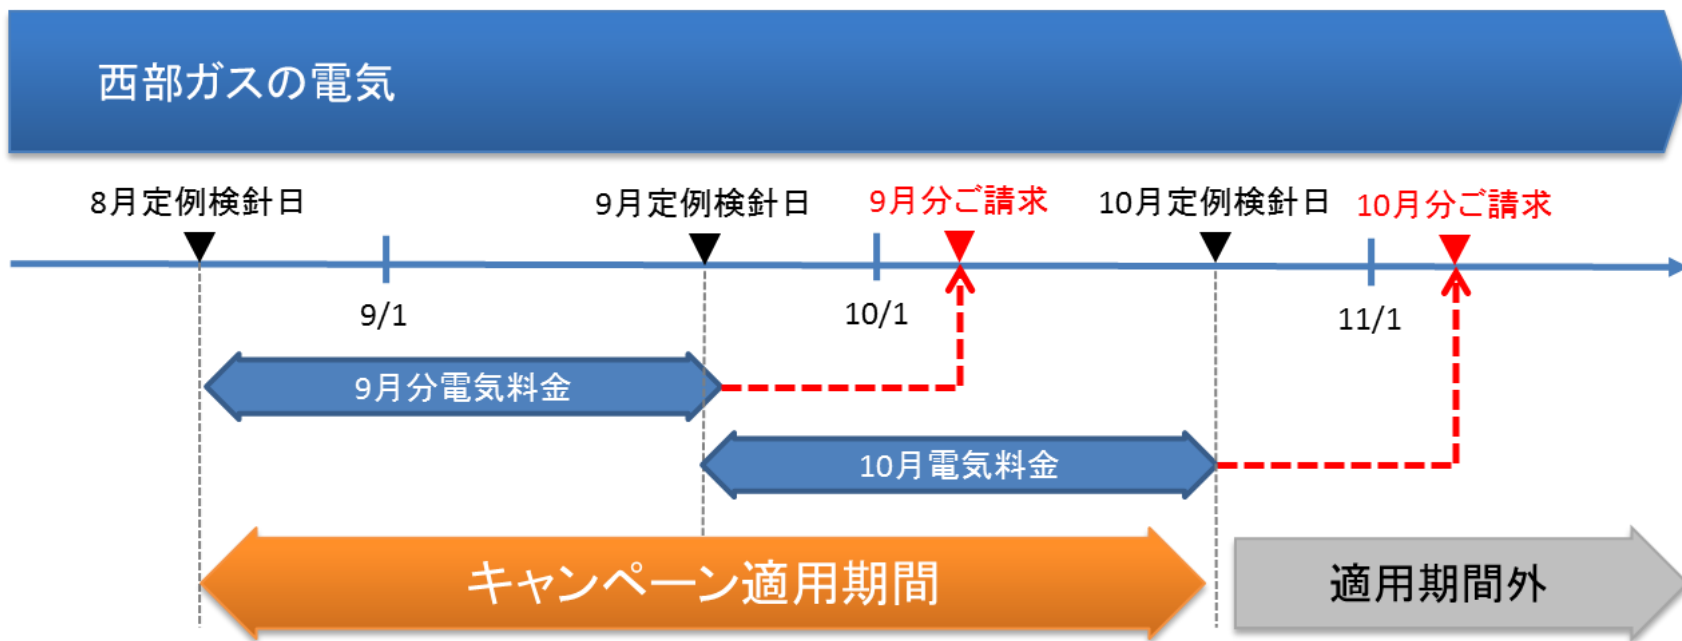 西部ガスの電気
8月定例検針日
9月定例検針日
9月分ご請求
10月定例検針日
10月分ご請求
9/1
10/1
11/1
9月分電気料金
10月電気料金
キャンペーン適用期間
適用期間外